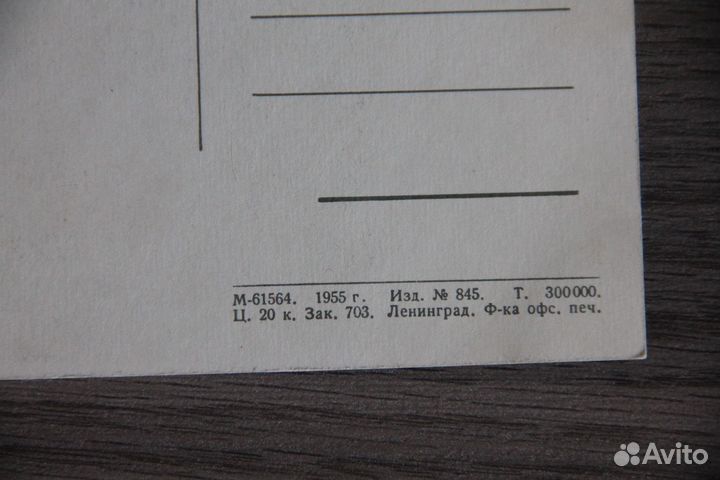 М-61564. 1955 г. Изд. № 845. Т. 300000.
Ц. 20 к. Зак. 703. Ленинград. Ф-ка офс. печ.
Avito